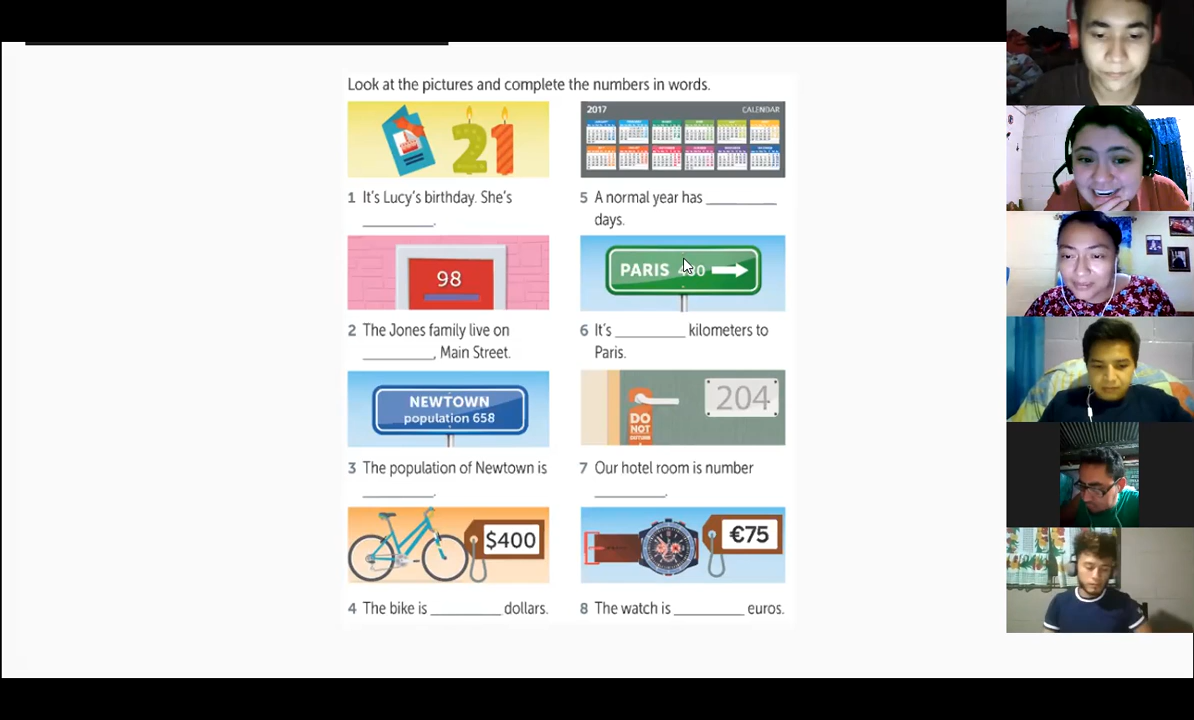 Look at the pictures and complete the numbers in words.
21
1 It's Lucy's birthday. She's
__________.
98
2 The Jones family live on
__________, Main Street.
NEWTOWN
population 658
3 The population of Newtown is
__________.
$400
4 The bike is __________ dollars.
2017 CALENDAR
5 A normal year has __________
days.
PARIS
6 It's __________ kilometers to
Paris.
204
DO
NOT
7 Our hotel room is number
__________.
€75
8 The watch is __________ euros.